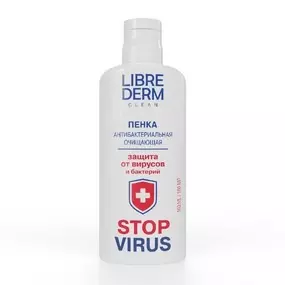 LIBRE
DERM
CLEAN
ПЕНКА
АНТИБАКТЕРИАЛЬНАЯ
ОЧИЩАЮЩАЯ
защита
от вирусов
и бактерий
STOP
VIRUS